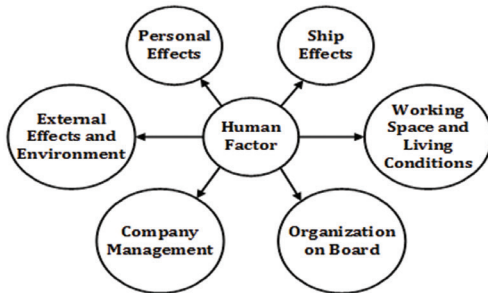 Personal
Effects
Ship
Effects
External
Effects and
Environment
Human
Factor
Working
Space and
Living
Conditions
Company
Management
Organization
on Board